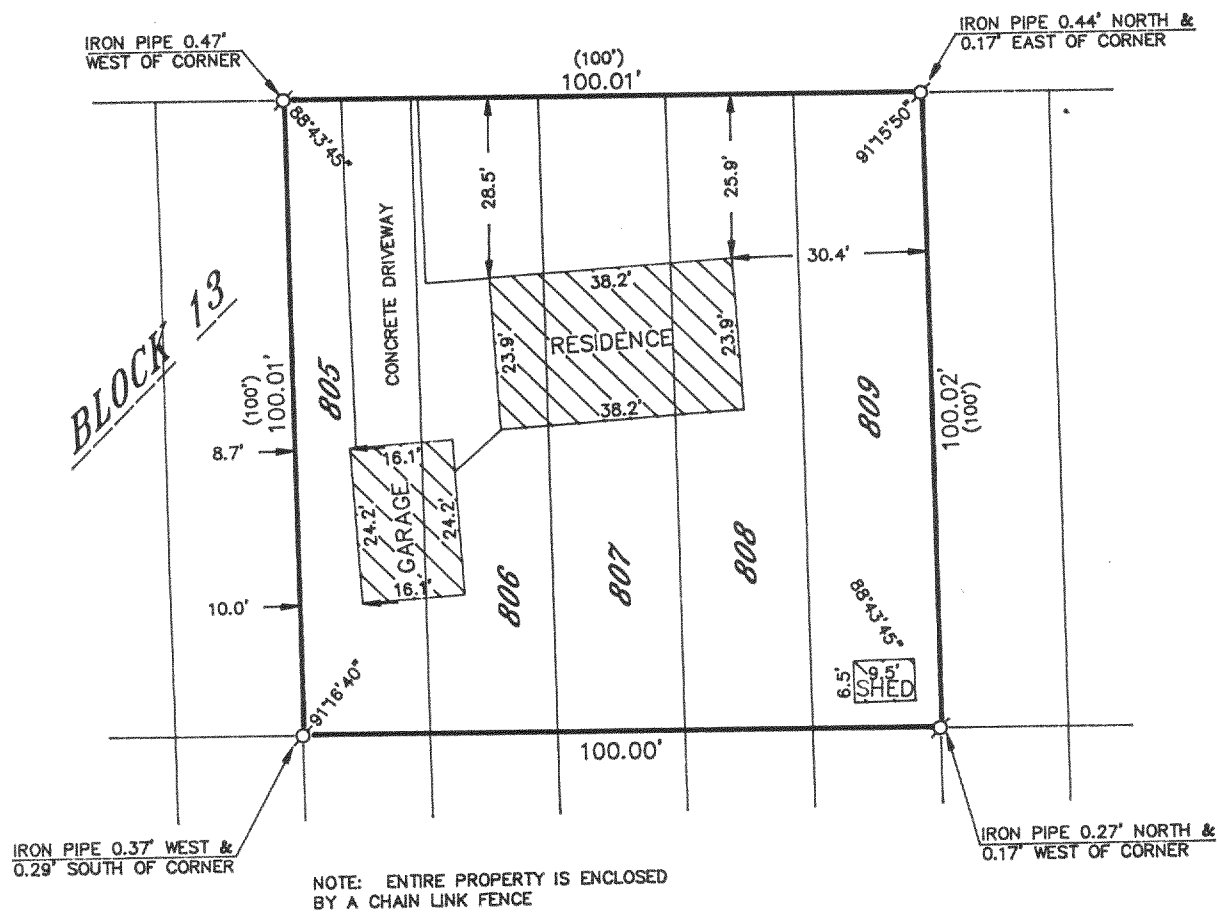 IRON PIPE 0.47'
WEST OF CORNER
(100')
100.01'
IRON PIPE 0.44' NORTH &
0.17' EAST OF CORNER
88°43'45"
91°15'50"
28.5'
25.9'
CONCRETE DRIVEWAY
30.4'
38.2'
BLOCK 13
RESIDENCE
23.9'
23.9'
38.2'
(100')
100.01'
805
809
100.02'
(100')
8.7'
16.1'
24.2'
GARAGE
24.2'
16.1'
10.0'
806
807
808
88°43'45"
6.5'
9.5'
SHED
91°16'40"
100.00'
IRON PIPE 0.37' WEST &
0.29' SOUTH OF CORNER
IRON PIPE 0.27' NORTH &
0.17' WEST OF CORNER
NOTE: ENTIRE PROPERTY IS ENCLOSED
BY A CHAIN LINK FENCE